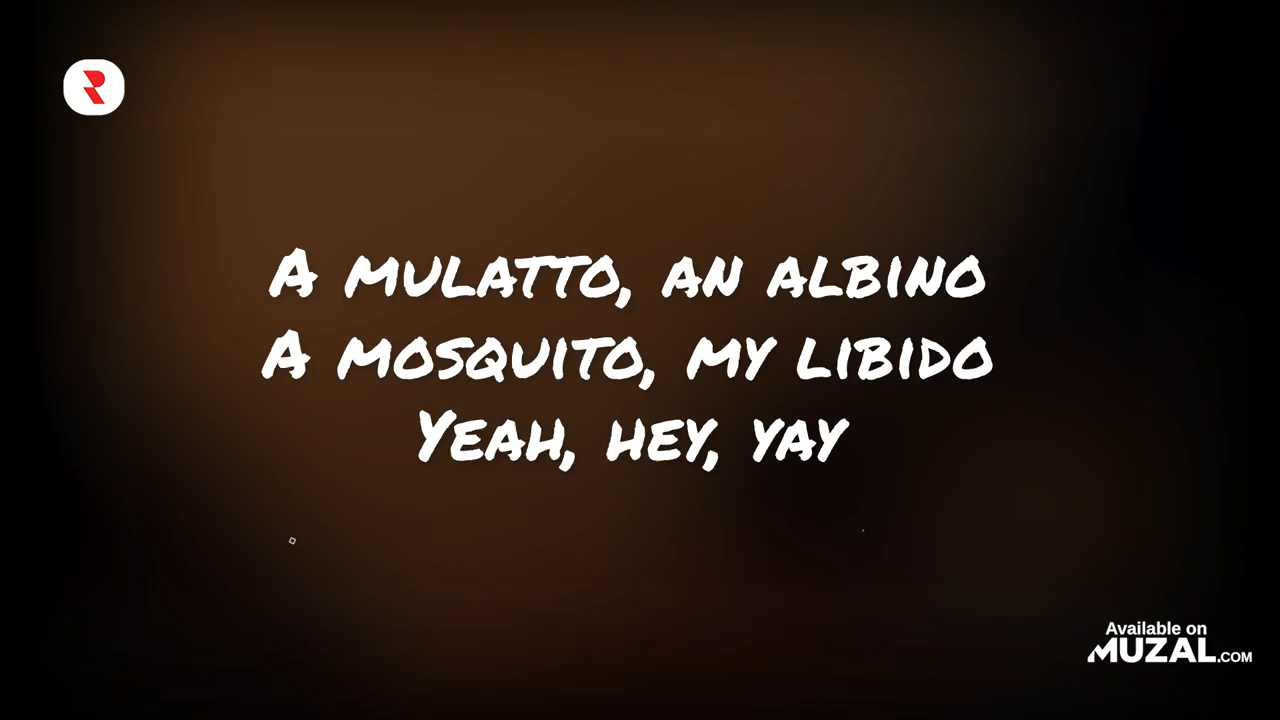 A MULATTO, AN ALBINO
A MOSQUITO, MY LIBIDO
YEAH, HEY, YAY
Available on
MUZAL.COM